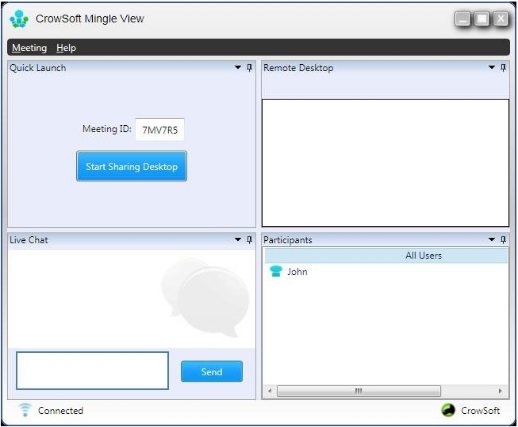 CrowSoft Mingle View
Meeting Help
Quick Launch
Meeting ID: 7MV7R5
Start Sharing Desktop
Remote Desktop
Live Chat
Send
Participants
All Users
John
Connected
CrowSoft